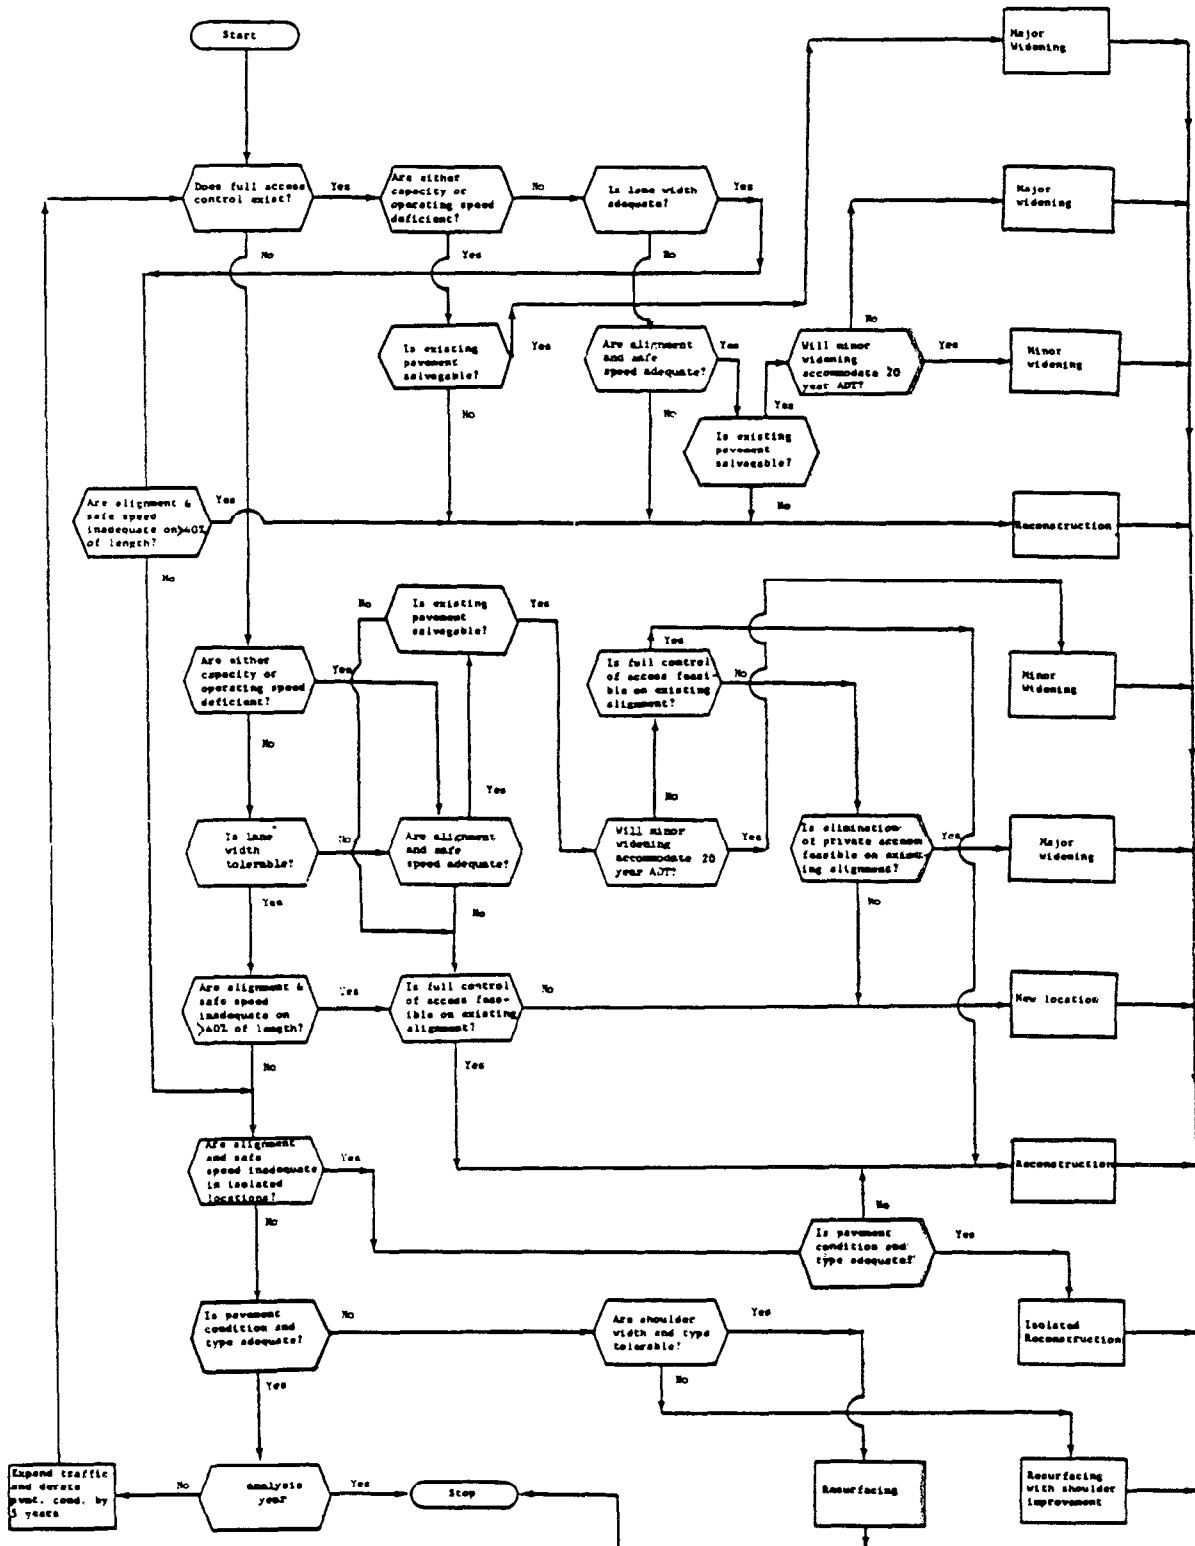 Start
Major
Widening
Does full access
control exist?
Yes
Are either
capacity or
operating speed
deficient?
No
Is lane width
adequate?
Yes
Major
widening
No
Yes
No
Is existing
pavement
salvagable?
Yes
Are alignment
and safe
speed adequate?
Yes
No
Will minor
widening
accommodate 20
year ADT?
Yes
Minor
widening
No
No
Yes
Is existing
pavement
salvagable?
No
Are alignment &
safe speed
inadequate on >40%
of length?
Yes
Reconstruction
No
No
Is existing
pavement
salvagable?
Yes
Are either
capacity or
operating speed
deficient?
Yes
Yes
Is full control
of access feas-
ible on existing
alignment?
No
Minor
Widening
No
Yes
No
Is lane
width
tolerable?
No
Are alignment
and safe
speed adequate?
Will minor
widening
accommodate 20
year ADT?
Yes
Is elimination
of private access
feasible on exist-
ing alignment?
Yes
Major
widening
Yes
No
No
Are alignment &
safe speed
inadequate on
>40% of length?
Yes
Is full control
of access feas-
ible on existing
alignment?
No
New location
No
Yes
Are alignment
and safe
speed inadequate
in isolated
locations?
Yes
Reconstruction
No
No
Is pavement
condition and
type adequate?
Yes
Is pavement
condition and
type adequate?
No
Are shoulder
width and type
tolerable?
Yes
Isolated
Reconstruction
Yes
No
Expand traffic
and derate
pvmt. cond. by
5 years
No
analysis
year
Yes
Stop
Resurfacing
Resurfacing
with shoulder
improvement